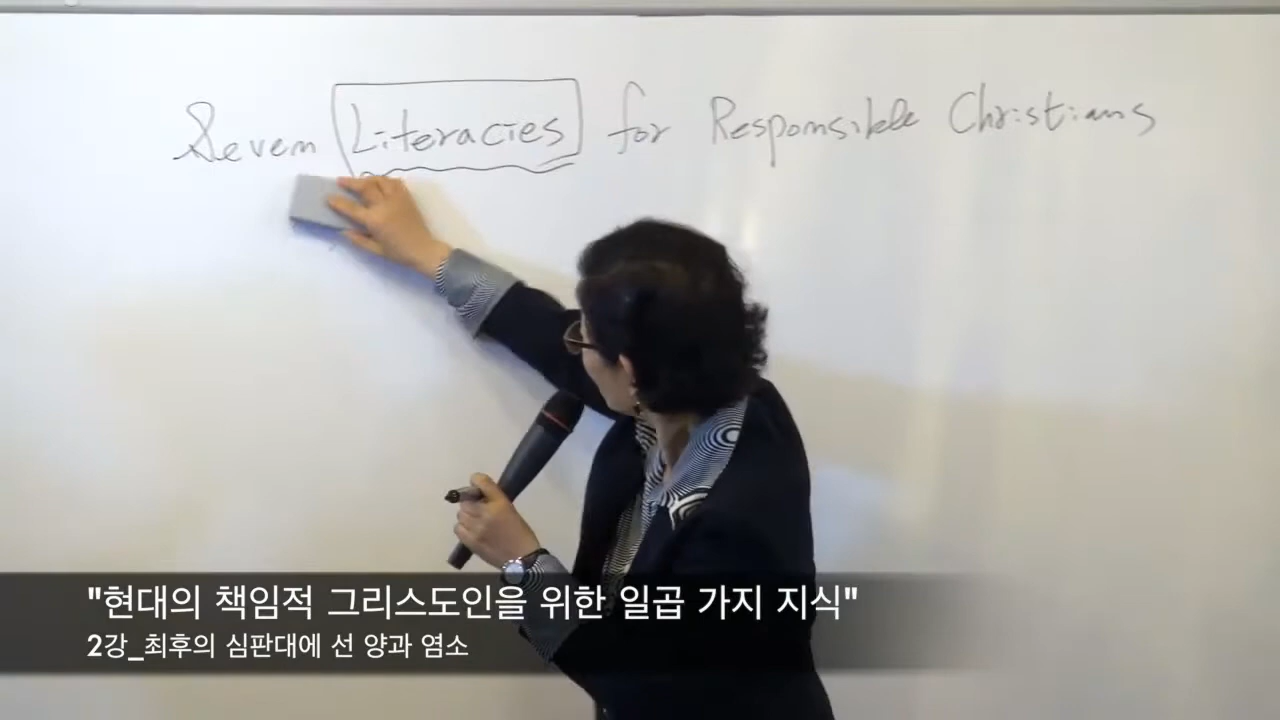 Seven Literacies for Responsible Christians
"현대의 책임적 그리스도인을 위한 일곱 가지 지식"
2강_최후의 심판대에 선 양과 염소